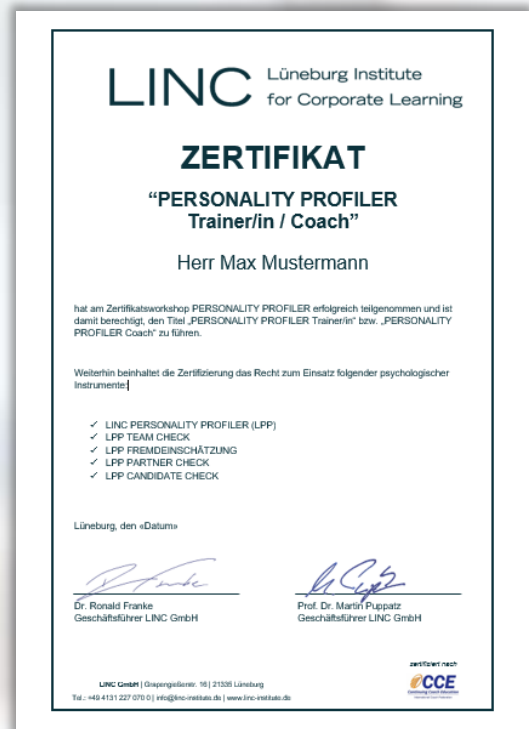 LINC Lüneburg Institute
for Corporate Learning
ZERTIFIKAT
“PERSONALITY PROFILER
Trainer/in / Coach”
Herr Max Mustermann
hat am Zertifikatsworkshop PERSONALITY PROFILER erfolgreich teilgenommen und ist
damit berechtigt, den Titel „PERSONALITY PROFILER Trainer/in“ bzw. „PERSONALITY
PROFILER Coach“ zu führen.
Weiterhin beinhaltet die Zertifizierung das Recht zum Einsatz folgender psychologischer
Instrumente:
✓ LINC PERSONALITY PROFILER (LPP)
✓ LPP TEAM CHECK
✓ LPP FREMDEINSCHÄTZUNG
✓ LPP PARTNER CHECK
✓ LPP CANDIDATE CHECK
Lüneburg, den «Datum»
Dr. Ronald Franke
Geschäftsführer LINC GmbH
Prof. Dr. Martin Puppatz
Geschäftsführer LINC GmbH
zertifiziert nach
CCE
Continuing Coach Education
LINC GmbH | Grapengießerstr. 16 | 21335 Lüneburg
Tel.: +49 4131 227 070 0 | info@linc-institute.de | www.linc-institute.de